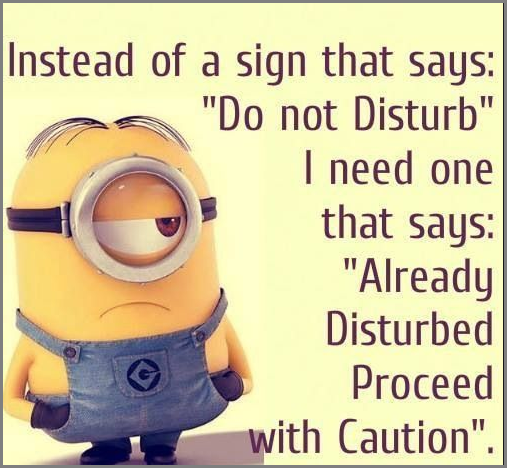 Instead of a sign that says:
"Do not Disturb"
I need one
that says:
"Already
Disturbed
Proceed
with Caution".